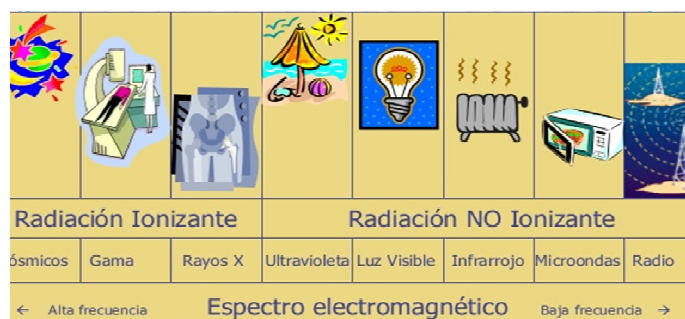 Radiación Ionizante Radiación NO Ionizante
ósmicos Gama Rayos X Ultravioleta Luz Visible Infrarrojo Microondas Radio
← Alta frecuencia Espectro electromagnético Baja frecuencia →